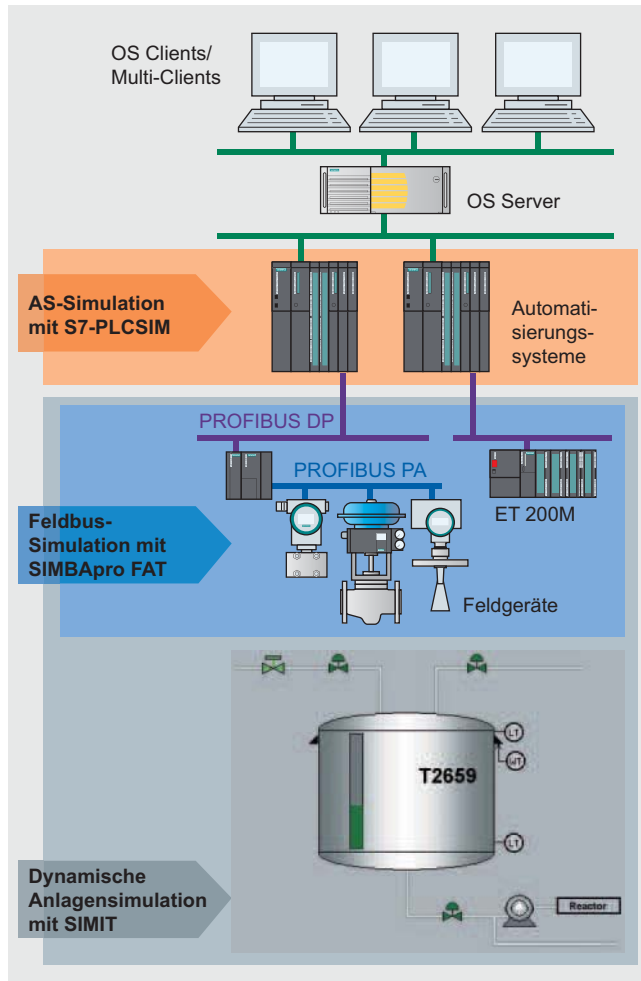 OS Clients/
Multi-Clients
OS Server
AS-Simulation
mit S7-PLCSIM
Automati-
sierungs-
systeme
PROFIBUS DP
PROFIBUS PA
ET 200M
Feldbus-
Simulation mit
SIMBApro FAT
Feldgeräte
LT
WT
T2659
LT
Dynamische
Anlagensimulation
mit SIMIT
Reactor